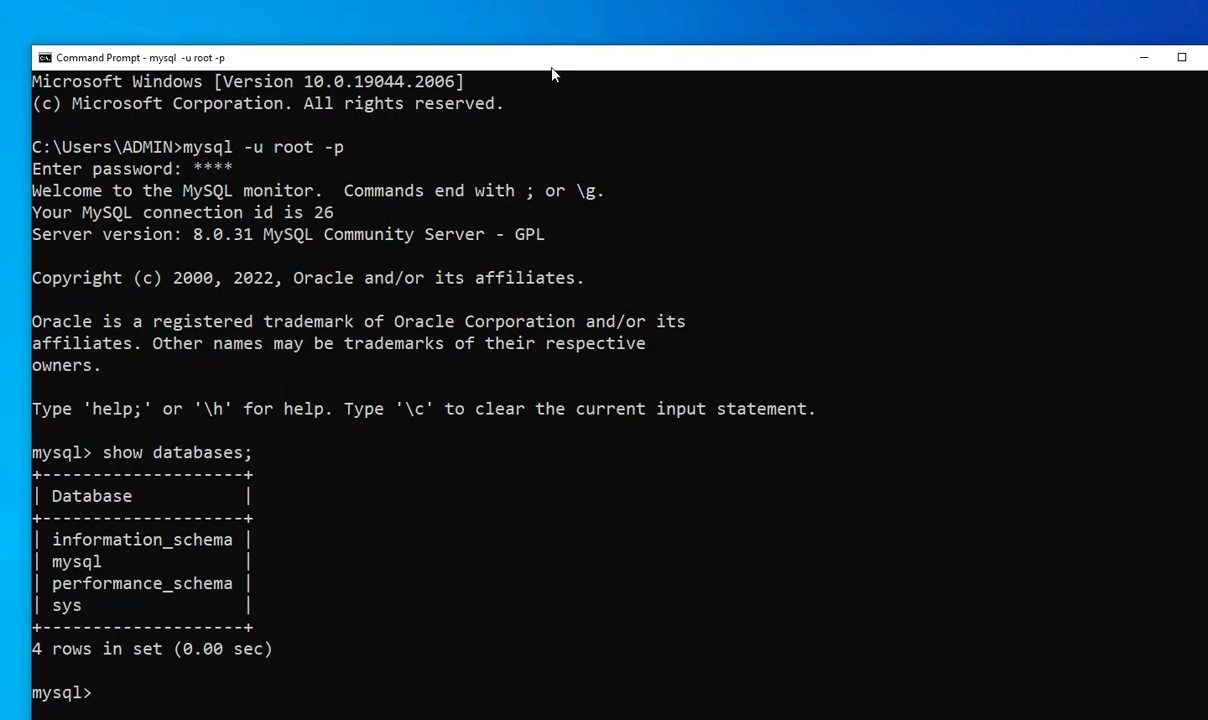 Command Prompt - mysql -u root -p
Microsoft Windows [Version 10.0.19044.2006]
(c) Microsoft Corporation. All rights reserved.
C:\Users\ADMIN>mysql -u root -p
Enter password: ****
Welcome to the MySQL monitor.  Commands end with ; or \g.
Your MySQL connection id is 26
Server version: 8.0.31 MySQL Community Server - GPL
Copyright (c) 2000, 2022, Oracle and/or its affiliates.
Oracle is a registered trademark of Oracle Corporation and/or its
affiliates. Other names may be trademarks of their respective
owners.
Type 'help;' or '\h' for help. Type '\c' to clear the current input statement.
mysql> show databases;
+--------------------+
| Database           |
+--------------------+
| information_schema |
| mysql              |
| performance_schema |
| sys                |
+--------------------+
4 rows in set (0.00 sec)
mysql>